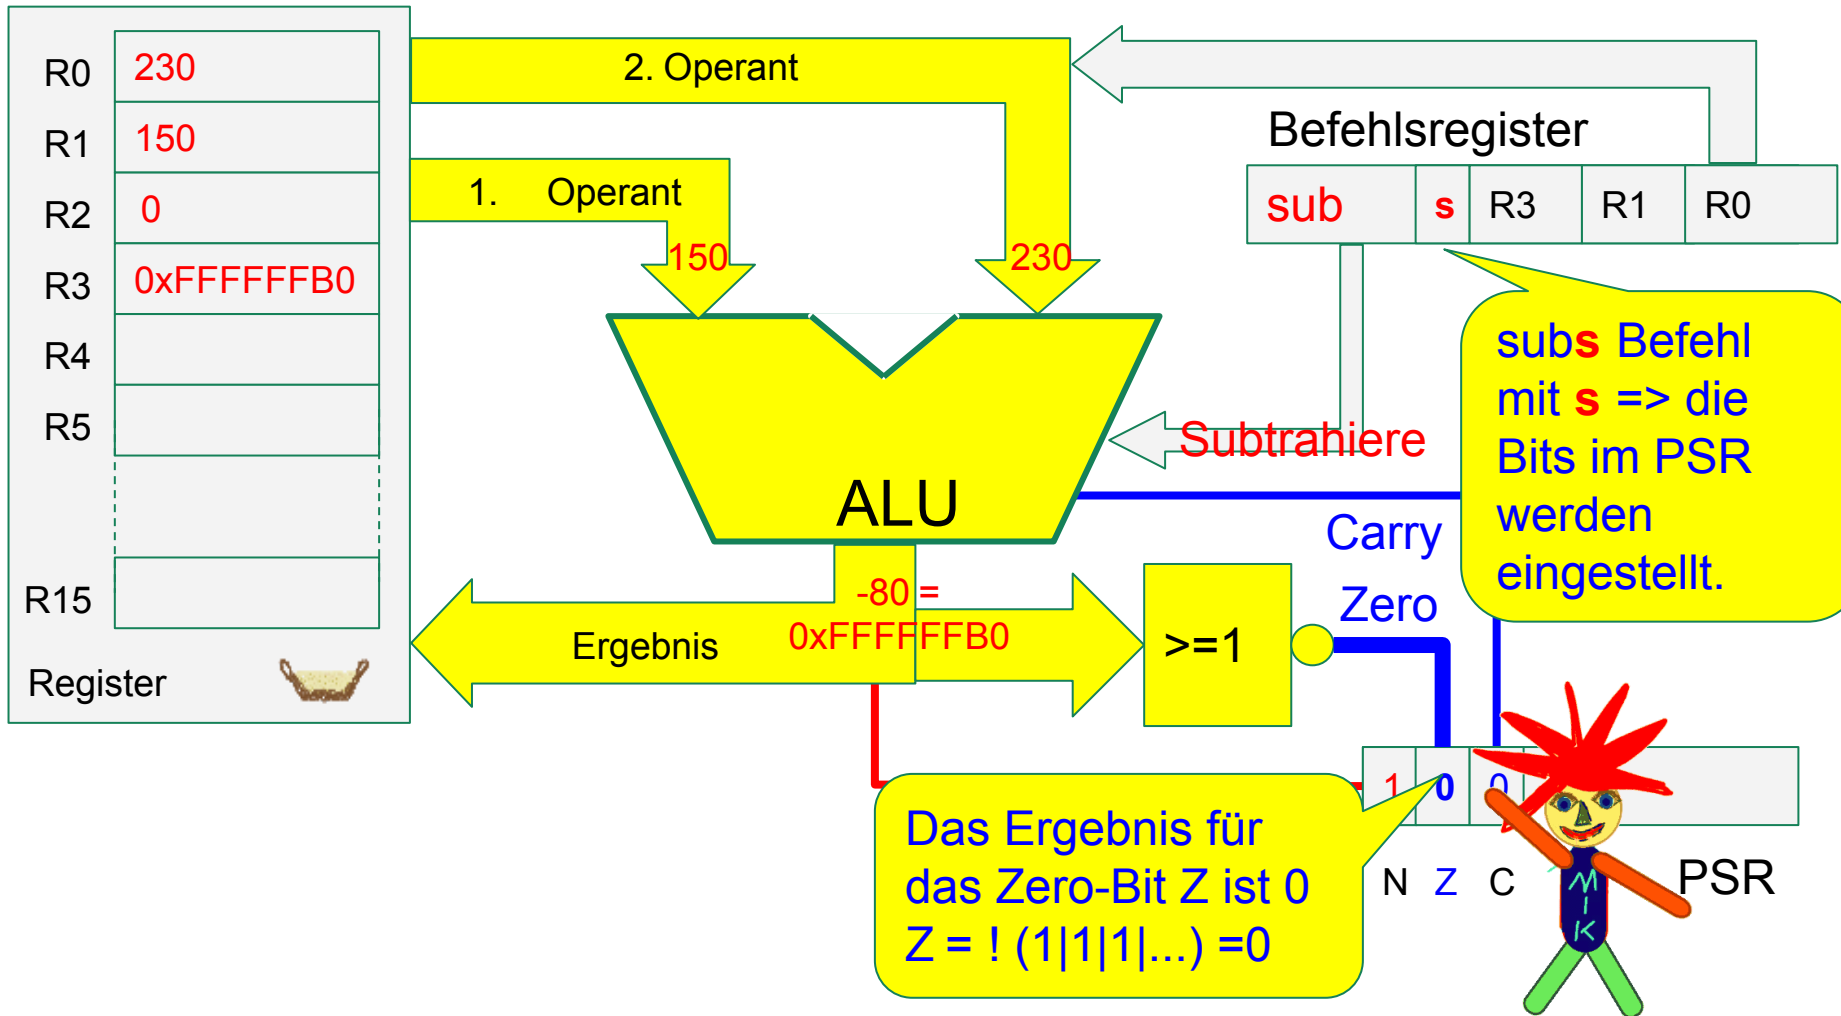 R0 230
R1 150
R2 0
R3 0xFFFFFFB0
R4
R5
R15
Register
2. Operant
1. Operant
150
230
Befehlsregister
sub s R3 R1 R0
Subtrahiere
ALU
subs Befehl
mit s => die
Bits im PSR
werden
eingestellt.
Carry
Zero
-80 =
0xFFFFFFB0
Ergebnis
>=1
1 0 0
N Z C
PSR
Das Ergebnis für
das Zero-Bit Z ist 0
Z = ! (1|1|1|...) =0
M
I
K